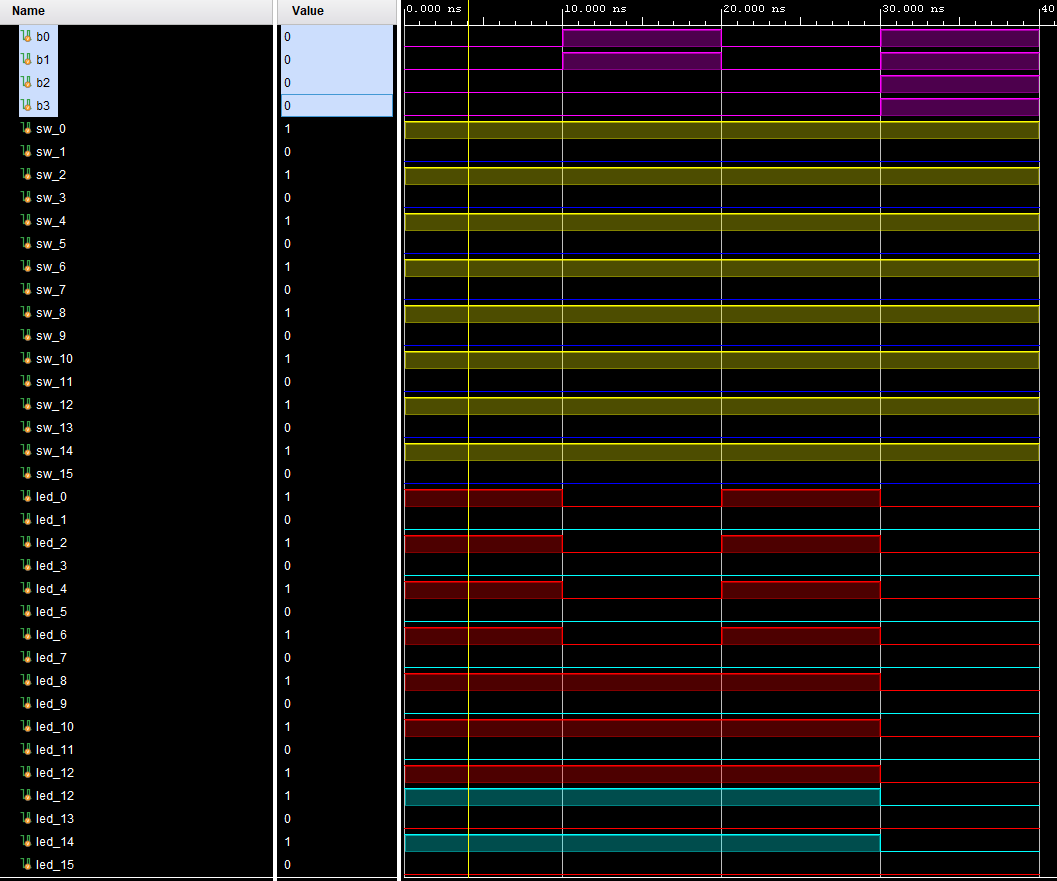 Name Value 0.000 ns 10.000 ns 20.000 ns 30.000 ns 40
b0 0
b1 0
b2 0
b3 0
sw_0 1
sw_1 0
sw_2 1
sw_3 0
sw_4 1
sw_5 0
sw_6 1
sw_7 0
sw_8 1
sw_9 0
sw_10 1
sw_11 0
sw_12 1
sw_13 0
sw_14 1
sw_15 0
led_0 1
led_1 0
led_2 1
led_3 0
led_4 1
led_5 0
led_6 1
led_7 0
led_8 1
led_9 0
led_10 1
led_11 0
led_12 1
led_12 1
led_13 0
led_14 1
led_15 0